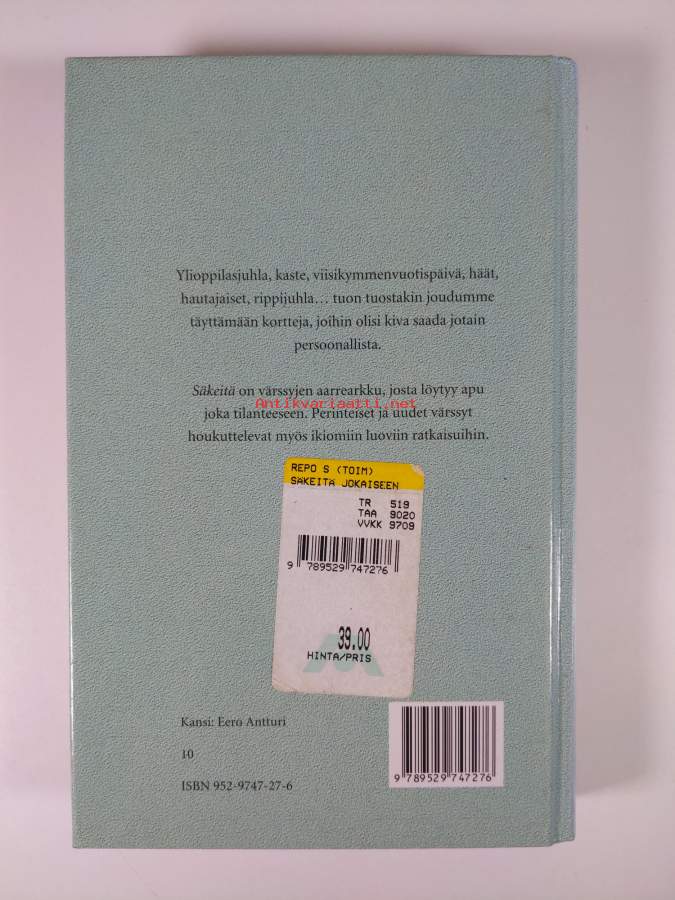 Ylioppilasjuhla, kaste, viisikymmenvuotispäivä, häät,
hautajaiset, rippijuhla… tuon tuostakin joudumme
täyttämään kortteja, joihin olisi kiva saada jotain
persoonallista.
Säkeitä on värssyjen aarrearkku, josta löytyy apu
Antikvariaatti.net
joka tilanteeseen. Perinteiset ja uudet värssyt
houkuttelevat myös ikiomiin luoviin ratkaisuihin.
REPO S (TOIM)
SÄKEITÄ JOKAISEEN
TR 519
TAA 9020
VVKK 9709
9 789529 747276
39.00
HINTA/PRIS
Kansi: Eero Antturi
10
ISBN 952-9747-27-6
9 789529 747276